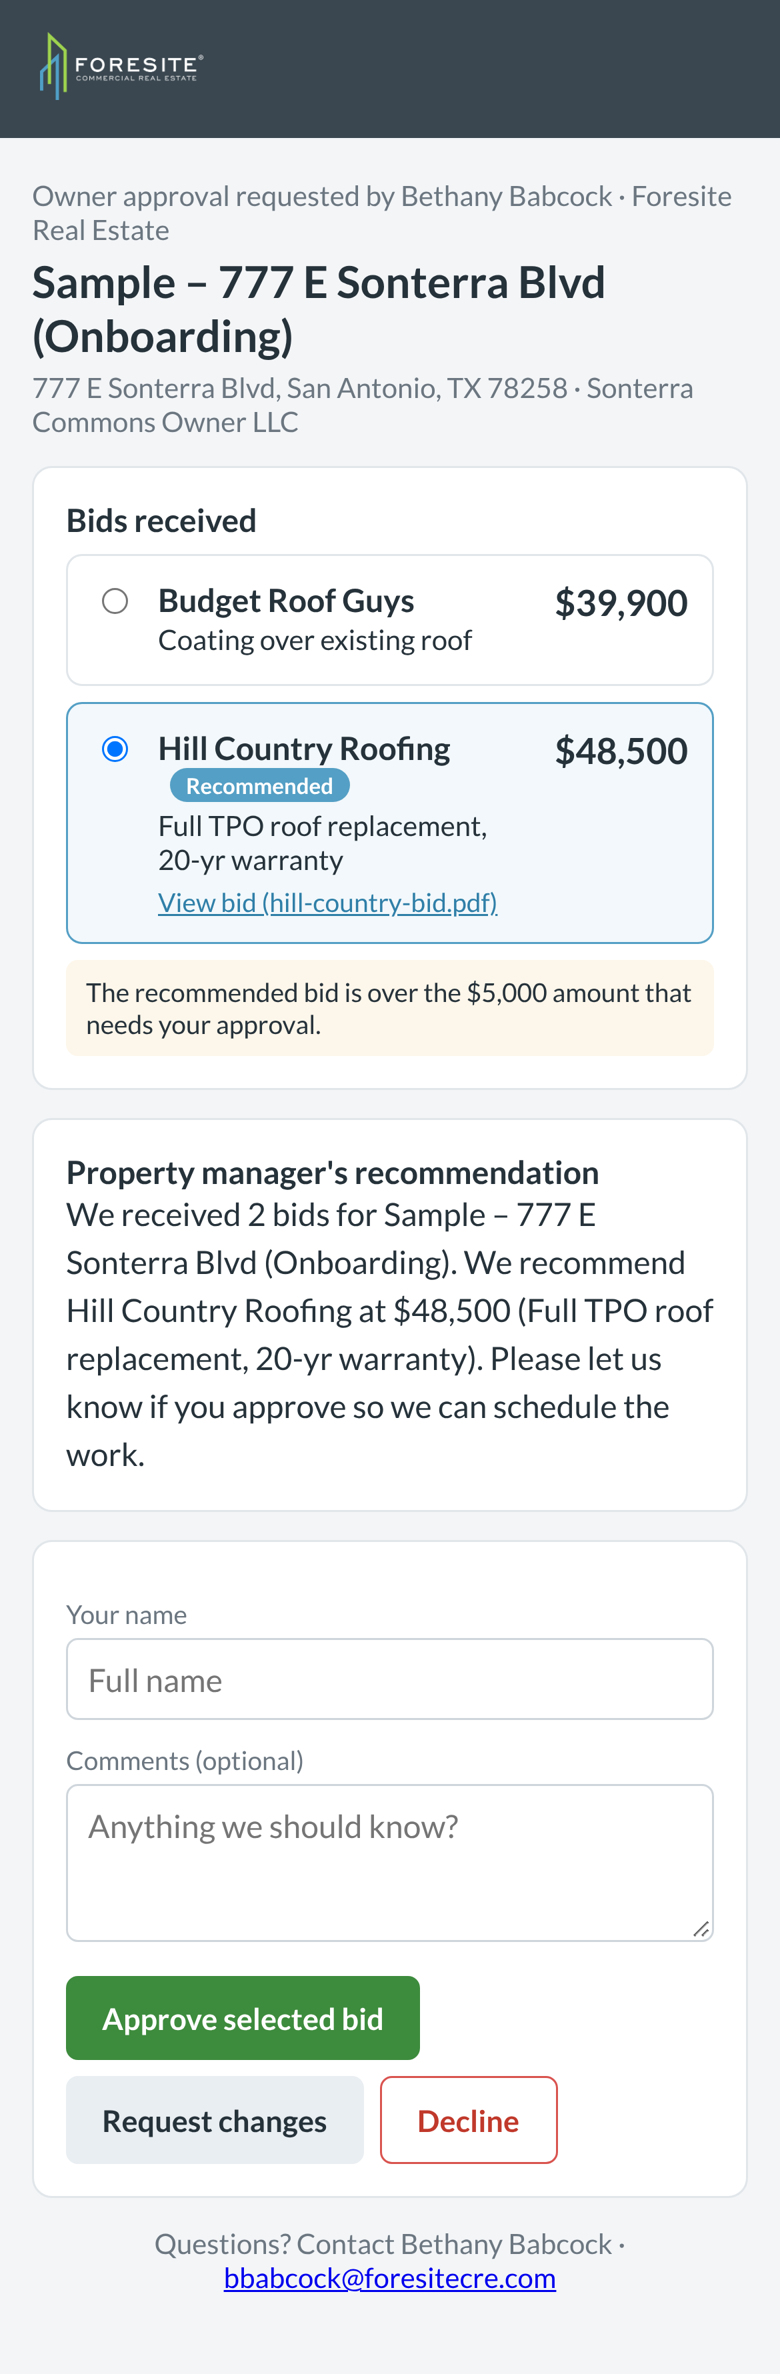 FORESITE®
COMMERCIAL REAL ESTATE
Owner approval requested by Bethany Babcock · Foresite
Real Estate
Sample – 777 E Sonterra Blvd
(Onboarding)
777 E Sonterra Blvd, San Antonio, TX 78258 · Sonterra
Commons Owner LLC
Bids received
Budget Roof Guys
$39,900
Coating over existing roof
Hill Country Roofing
$48,500
Recommended
Full TPO roof replacement,
20-yr warranty
View bid (hill-country-bid.pdf)
The recommended bid is over the $5,000 amount that
needs your approval.
Property manager's recommendation
We received 2 bids for Sample – 777 E
Sonterra Blvd (Onboarding). We recommend
Hill Country Roofing at $48,500 (Full TPO roof
replacement, 20-yr warranty). Please let us
know if you approve so we can schedule the
work.
Your name
Full name
Comments (optional)
Anything we should know?
Approve selected bid
Request changes
Decline
Questions? Contact Bethany Babcock ·
bbabcock@foresitecre.com